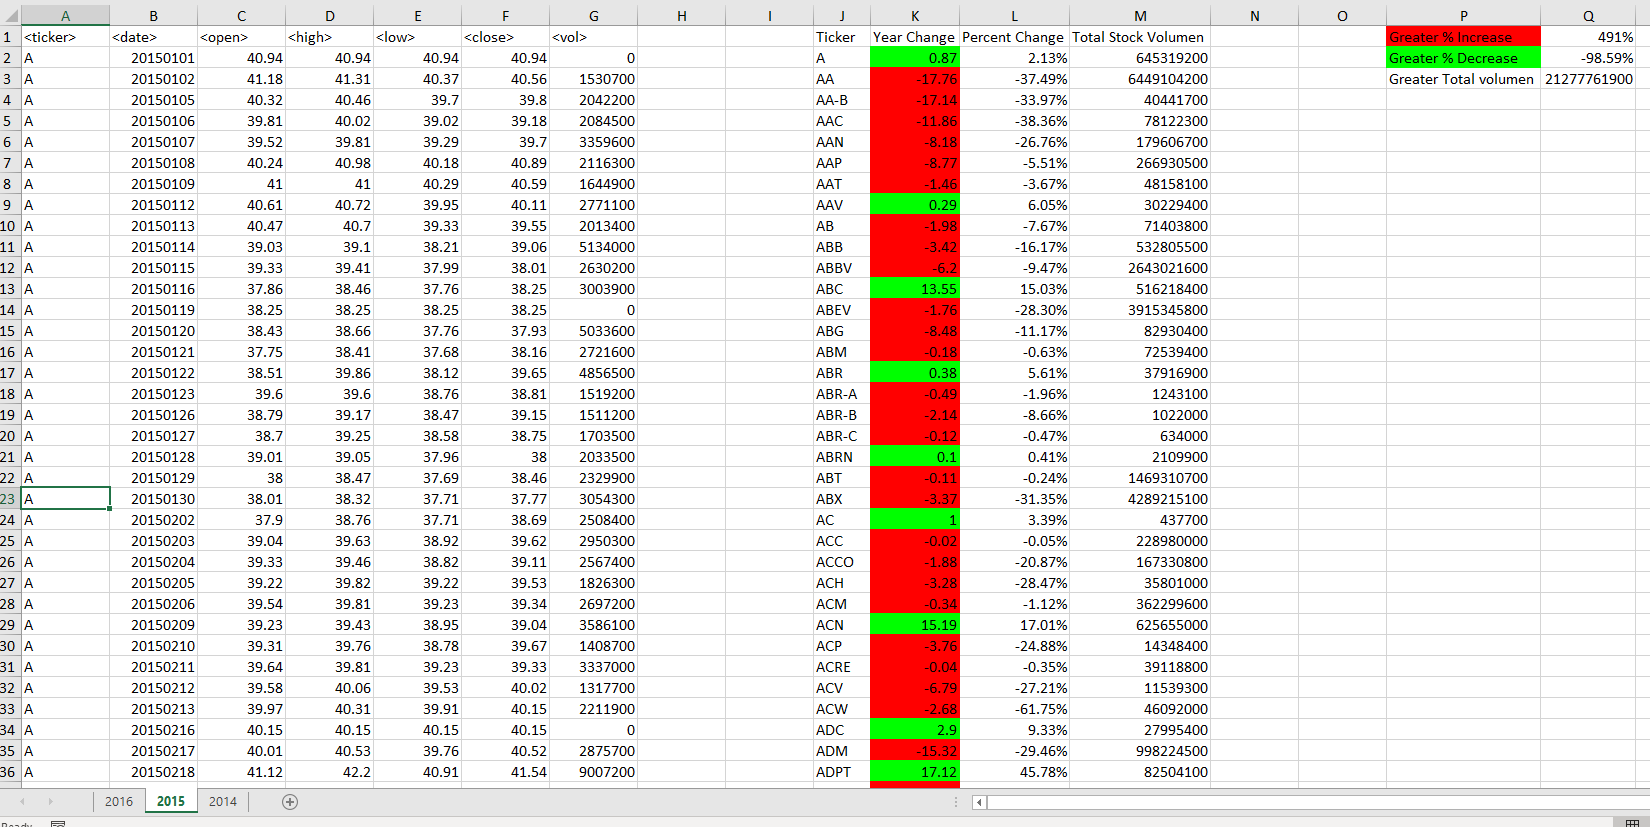 A B C D E F G H I J K L M N O P Q
1 <ticker> <date> <open> <high> <low> <close> <vol> Ticker Year Change Percent Change Total Stock Volumen Greater % Increase 491%
2 A 20150101 40.94 40.94 40.94 40.94 0 A 0.87 2.13% 645319200 Greater % Decrease -98.59%
3 A 20150102 41.18 41.31 40.37 40.56 1530700 AA -17.76 -37.49% 6449104200 Greater Total volumen 21277761900
4 A 20150105 40.32 40.46 39.7 39.8 2042200 AA-B -17.14 -33.97% 40441700
5 A 20150106 39.81 40.02 39.02 39.18 2084500 AAC -11.86 -38.36% 78122300
6 A 20150107 39.52 39.81 39.29 39.7 3359600 AAN -8.18 -26.76% 179606700
7 A 20150108 40.24 40.98 40.18 40.89 2116300 AAP -8.77 -5.51% 266930500
8 A 20150109 41 41 40.29 40.59 1644900 AAT -1.46 -3.67% 48158100
9 A 20150112 40.61 40.72 39.95 40.11 2771100 AAV 0.29 6.05% 30229400
10 A 20150113 40.47 40.7 39.33 39.55 2013400 AB -1.98 -7.67% 71403800
11 A 20150114 39.03 39.1 38.21 39.06 5134000 ABB -3.42 -16.17% 532805500
12 A 20150115 39.33 39.41 37.99 38.01 2630200 ABBV -6.2 -9.47% 2643021600
13 A 20150116 37.86 38.46 37.76 38.25 3003900 ABC 13.55 15.03% 516218400
14 A 20150119 38.25 38.25 38.25 38.25 0 ABEV -1.76 -28.30% 3915345800
15 A 20150120 38.43 38.66 37.76 37.93 5033600 ABG -8.48 -11.17% 82930400
16 A 20150121 37.75 38.41 37.68 38.16 2721600 ABM -0.18 -0.63% 72539400
17 A 20150122 38.51 39.86 38.12 39.65 4856500 ABR 0.38 5.61% 37916900
18 A 20150123 39.6 39.6 38.76 38.81 1519200 ABR-A -0.49 -1.96% 1243100
19 A 20150126 38.79 39.17 38.47 39.15 1511200 ABR-B -2.14 -8.66% 1022000
20 A 20150127 38.7 39.25 38.58 38.75 1703500 ABR-C -0.12 -0.47% 634000
21 A 20150128 39.01 39.05 37.96 38 2033500 ABRN 0.1 0.41% 2109900
22 A 20150129 38 38.47 37.69 38.46 2329900 ABT -0.11 -0.24% 1469310700
23 A 20150130 38.01 38.32 37.71 37.77 3054300 ABX -3.37 -31.35% 4289215100
24 A 20150202 37.9 38.76 37.71 38.69 2508400 AC 1 3.39% 437700
25 A 20150203 39.04 39.63 38.92 39.62 2950300 ACC -0.02 -0.05% 228980000
26 A 20150204 39.33 39.46 38.82 39.11 2567400 ACCO -1.88 -20.87% 167330800
27 A 20150205 39.22 39.82 39.22 39.53 1826300 ACH -3.28 -28.47% 35801000
28 A 20150206 39.54 39.81 39.23 39.34 2697200 ACM -0.34 -1.12% 362299600
29 A 20150209 39.23 39.43 38.95 39.04 3586100 ACN 15.19 17.01% 625655000
30 A 20150210 39.31 39.76 38.78 39.67 1408700 ACP -3.76 -24.88% 14348400
31 A 20150211 39.64 39.81 39.23 39.33 3337000 ACRE -0.04 -0.35% 39118800
32 A 20150212 39.58 40.06 39.53 40.02 1317700 ACV -6.79 -27.21% 11539300
33 A 20150213 39.97 40.31 39.91 40.15 2211900 ACW -2.68 -61.75% 46092000
34 A 20150216 40.15 40.15 40.15 40.15 0 ADC 2.9 9.33% 27995400
35 A 20150217 40.01 40.53 39.76 40.52 2875700 ADM -15.32 -29.46% 998224500
36 A 20150218 41.12 42.2 40.91 41.54 9007200 ADPT 17.12 45.78% 82504100
2016 2015 2014